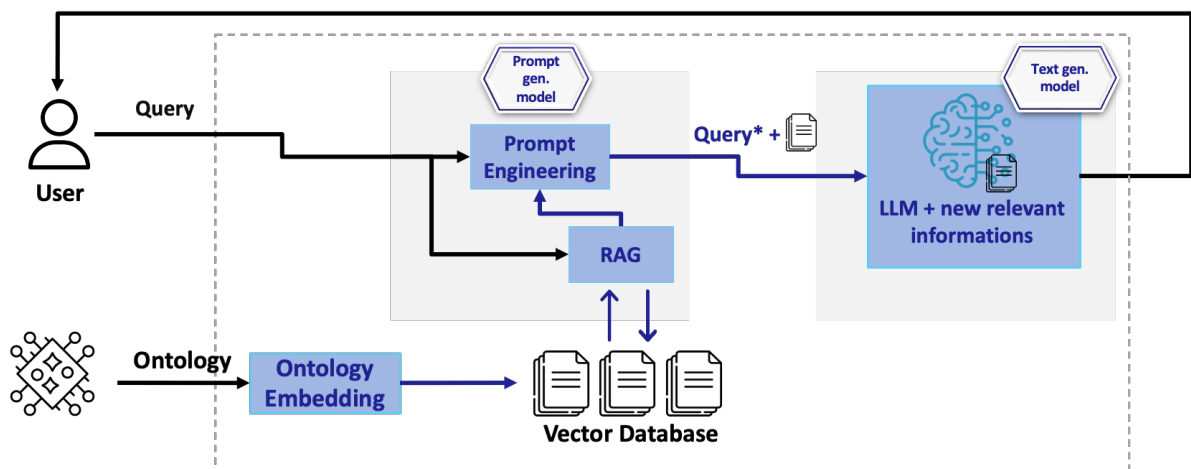 Prompt
gen.
model
Text gen.
model
Query
Prompt
Engineering
Query* +
User
LLM + new relevant
informations
RAG
Ontology
Ontology
Embedding
Vector Database